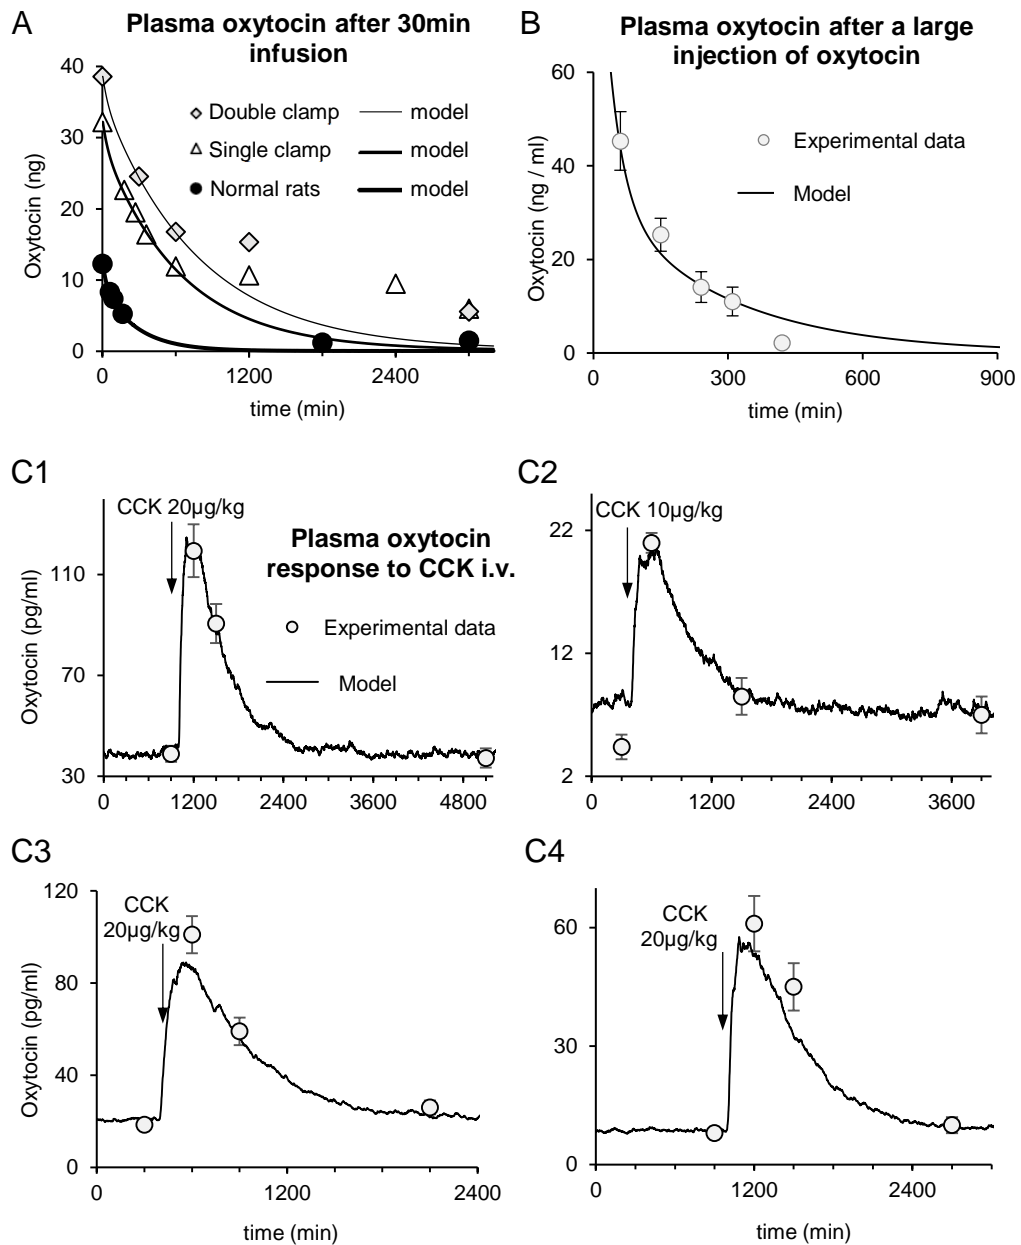 A
Plasma oxytocin after 30min
infusion
Oxytocin (ng)
40
30
20
10
0
Double clamp
model
Single clamp
model
Normal rats
model
0
1200
2400
time (min)
B
Plasma oxytocin after a large
injection of oxytocin
Oxytocin (ng / ml)
60
40
20
0
Experimental data
Model
0
300
600
900
time (min)
C1
CCK 20µg/kg
Plasma oxytocin
response to CCK i.v.
Oxytocin (pg/ml)
110
70
30
Experimental data
Model
0
1200
2400
3600
4800
C2
CCK 10µg/kg
22
12
2
0
1200
2400
3600
C3
CCK
20µg/kg
Oxytocin (pg/ml)
120
80
40
0
0
1200
2400
time (min)
C4
CCK
20µg/kg
60
30
0
0
1200
2400
time (min)